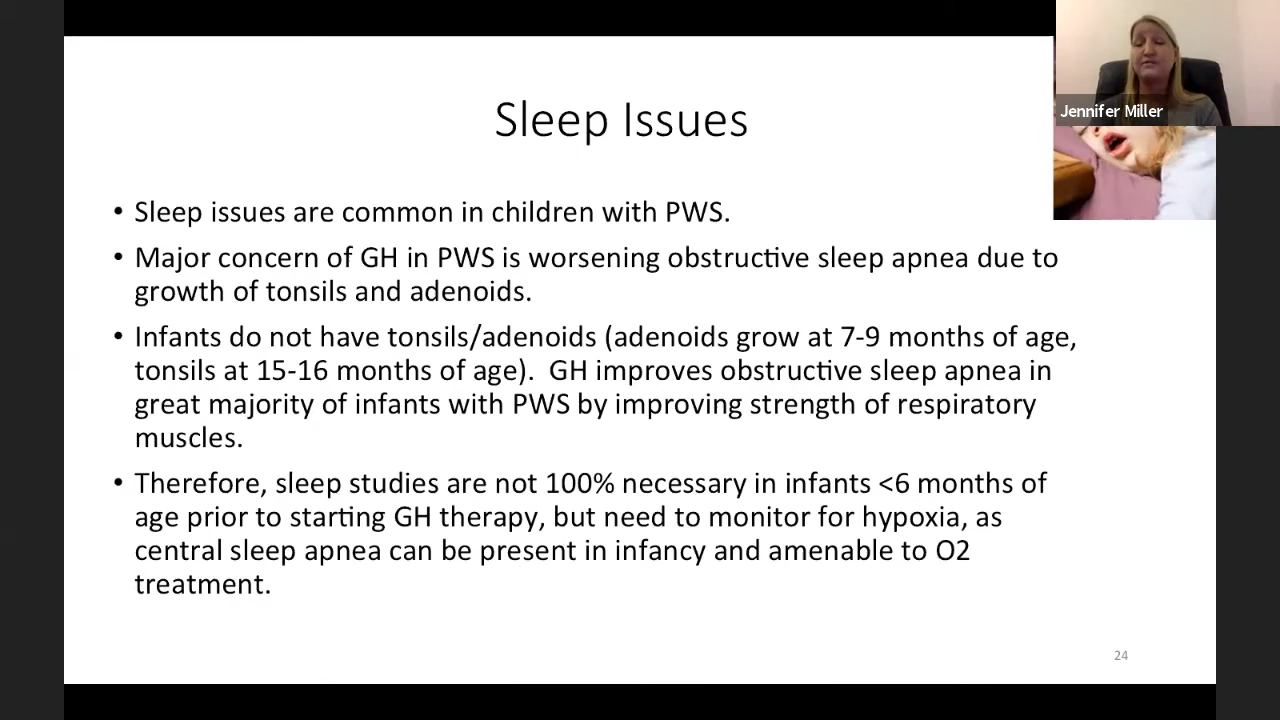 Jennifer Miller
Sleep Issues
• Sleep issues are common in children with PWS.
• Major concern of GH in PWS is worsening obstructive sleep apnea due to
growth of tonsils and adenoids.
• Infants do not have tonsils/adenoids (adenoids grow at 7-9 months of age,
tonsils at 15-16 months of age).  GH improves obstructive sleep apnea in
great majority of infants with PWS by improving strength of respiratory
muscles.
• Therefore, sleep studies are not 100% necessary in infants <6 months of
age prior to starting GH therapy, but need to monitor for hypoxia, as
central sleep apnea can be present in infancy and amenable to O2
treatment.
24